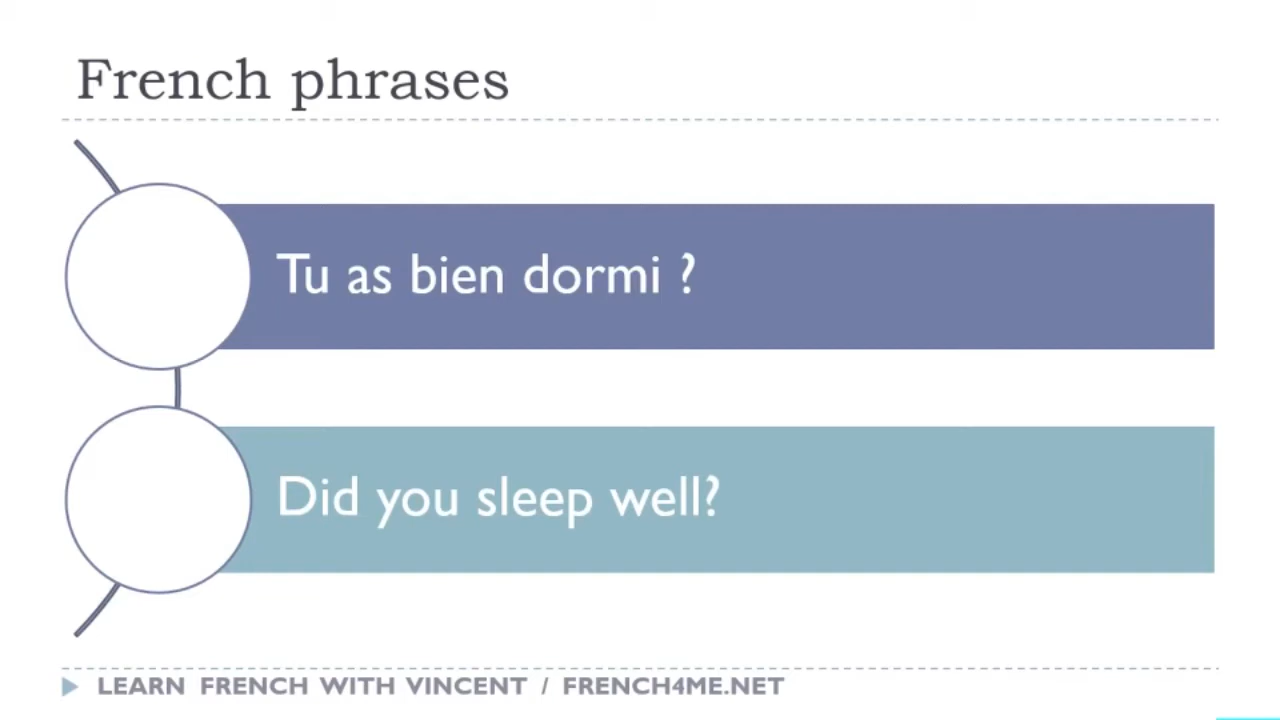 French phrases
Tu as bien dormi ?
Did you sleep well?
LEARN FRENCH WITH VINCENT / FRENCH4ME.NET